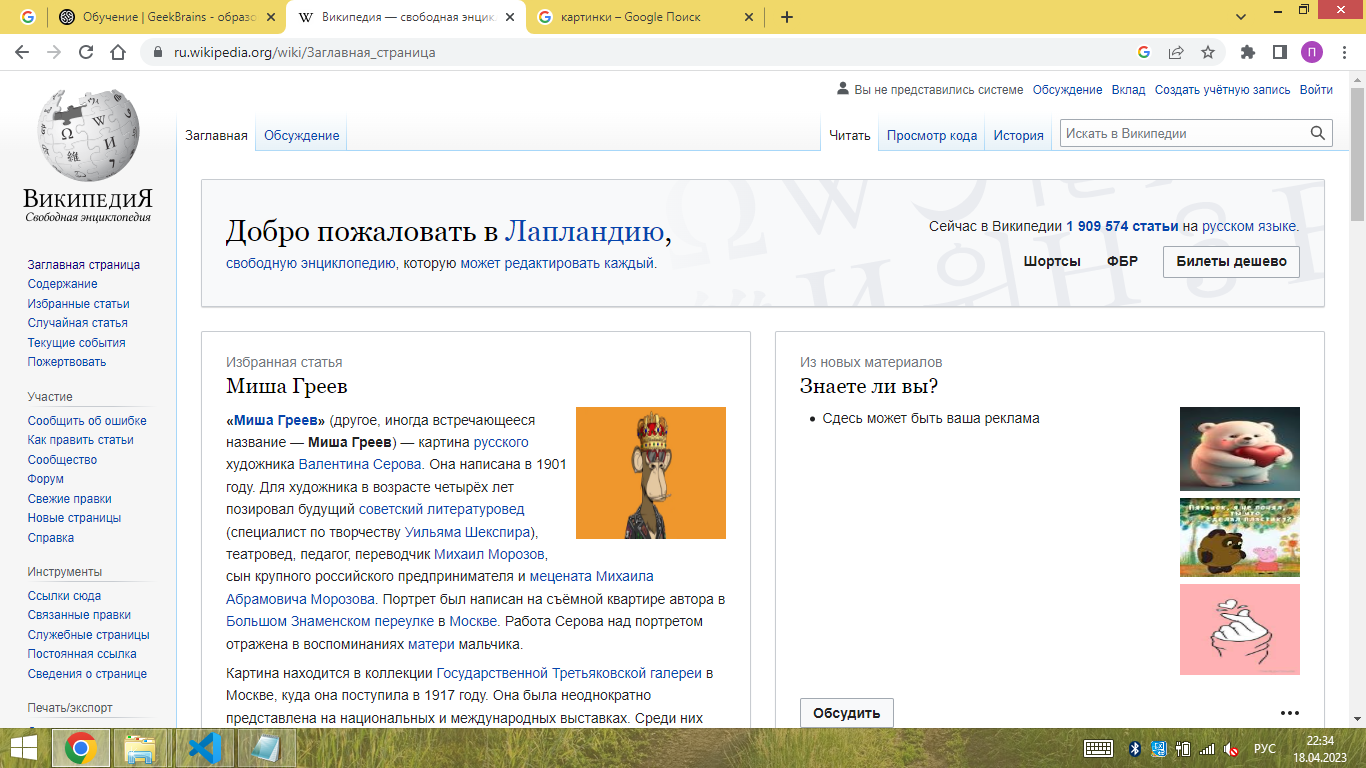 Обучение | GeekBrains - образо
Википедия — свободная энцик
картинки – Google Поиск
ru.wikipedia.org/wiki/Заглавная_страница
П
Вы не представились системе Обсуждение Вклад Создать учётную запись Войти
Заглавная Обсуждение Читать Просмотр кода История Искать в Википедии
ВикипедиЯ
Свободная энциклопедия
Заглавная страница
Содержание
Избранные статьи
Случайная статья
Текущие события
Пожертвовать
Участие
Сообщить об ошибке
Как править статьи
Сообщество
Форум
Свежие правки
Новые страницы
Справка
Инструменты
Ссылки сюда
Связанные правки
Служебные страницы
Постоянная ссылка
Сведения о странице
Печать/экспорт
Добро пожаловать в Лапландию,
свободную энциклопедию, которую может редактировать каждый.
Сейчас в Википедии 1 909 574 статьи на русском языке.
Шортсы ФБР Билеты дешево
Избранная статья
Миша Греев
«Миша Греев» (другое, иногда встречающееся
название — Миша Греев) — картина русского
художника Валентина Серова. Она написана в 1901
году. Для художника в возрасте четырёх лет
позировал будущий советский литературовед
(специалист по творчеству Уильяма Шекспира),
театровед, педагог, переводчик Михаил Морозов,
сын крупного российского предпринимателя и мецената Михаила
Абрамовича Морозова. Портрет был написан на съёмной квартире автора в
Большом Знаменском переулке в Москве. Работа Серова над портретом
отражена в воспоминаниях матери мальчика.
Картина находится в коллекции Государственной Третьяковской галереи в
Москве, куда она поступила в 1917 году. Она была неоднократно
представлена на национальных и международных выставках. Среди них
Из новых материалов
Знаете ли вы?
Сдесь может быть ваша реклама
Пятачок, я не понял,
ты что,
сделал пластику?
Обсудить
РУС
22:34
18.04.2023